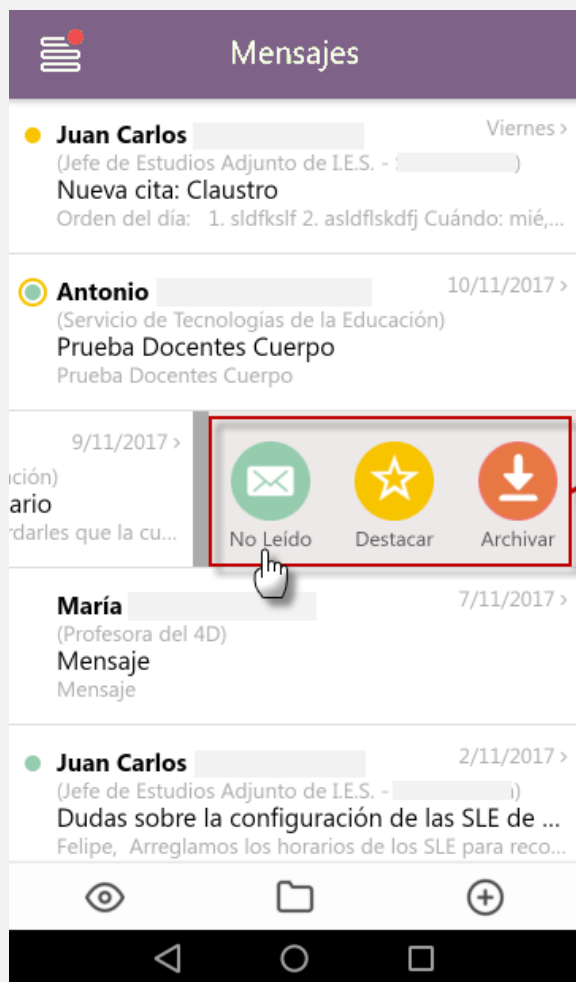 Mensajes
Juan Carlos
Viernes >
(Jefe de Estudios Adjunto de I.E.S. - )
Nueva cita: Claustro
Orden del día: 1. sldfkslf 2. asldflskdfj Cuándo: mié,...
Antonio
10/11/2017 >
(Servicio de Tecnologías de la Educación)
Prueba Docentes Cuerpo
Prueba Docentes Cuerpo
9/11/2017 >
ación)
ario
rdarles que la cu...
No Leído
Destacar
Archivar
María
7/11/2017 >
(Profesora del 4D)
Mensaje
Mensaje
Juan Carlos
2/11/2017 >
(Jefe de Estudios Adjunto de I.E.S. - )
Dudas sobre la configuración de las SLE de ...
Felipe, Arreglamos los horarios de los SLE para reco...